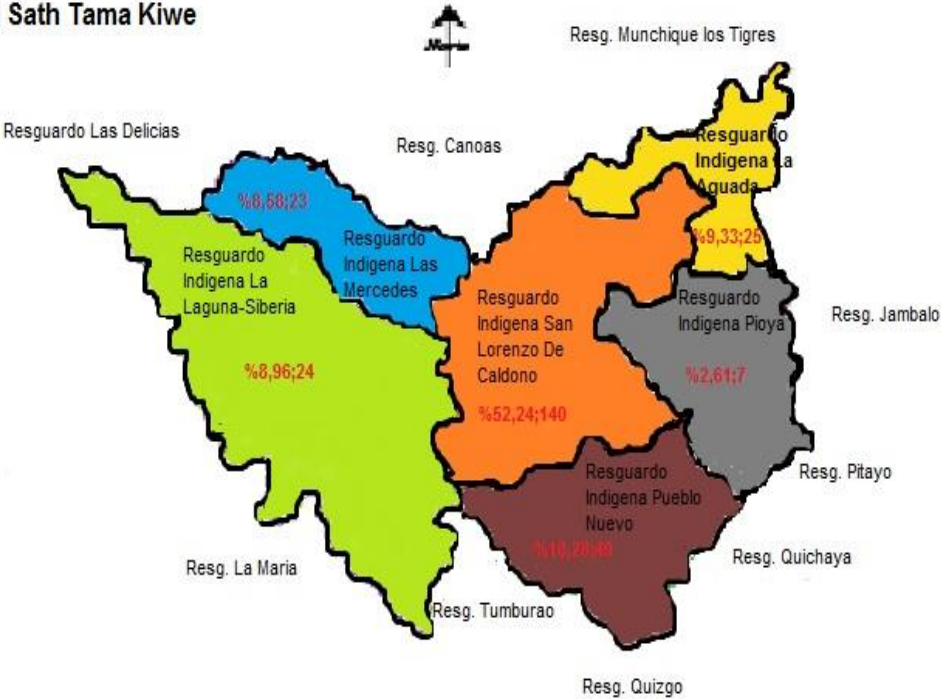 Sath Tama Kiwe
Resg. Munchique los Tigres
Resguardo Las Delicias
Resg. Canoas
Resguardo
Indigena La
Aguada
%8,58;23
%9,33;25
Resguardo
Indigena Las
Mercedes
Resguardo
Indigena La
Laguna-Siberia
Resguardo
Indigena San
Lorenzo De
Caldono
Resguardo
Indigena Pioya
Resg. Jambalo
%8,96;24
%2,61;7
%52,24;140
Resguardo
Indigena Pueblo
Nuevo
Resg. Pitayo
Resg. Quichaya
Resg. La Maria
Resg. Tumburao
Resg. Quizgo